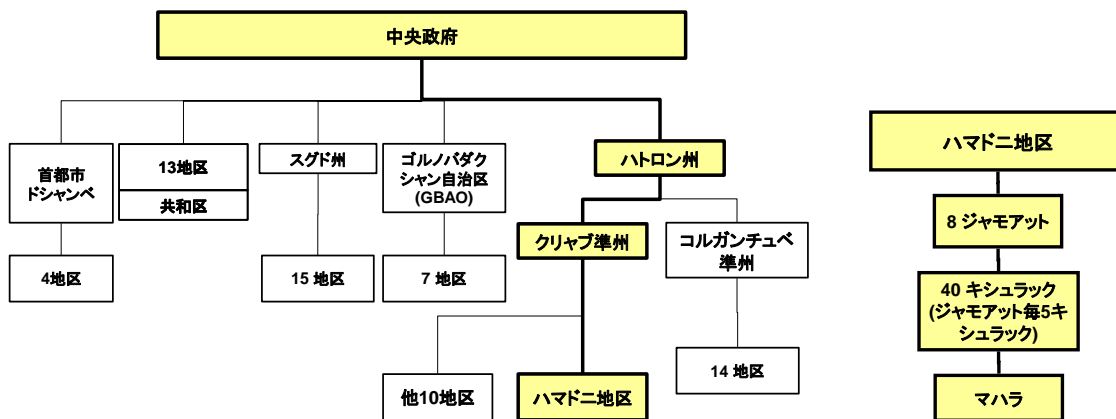 中央政府
首都市
ドシャンベ
13地区
共和区
スグド州
ゴルノバダク
シャン自治区
(GBAO)
ハトロン州
クリャブ準州
コルガンチュベ
準州
4地区
15 地区
7 地区
14 地区
他10地区
ハマドニ地区
ハマドニ地区
8 ジャモアット
40 キシュラック
(ジャモアット毎5キ
シュラック)
マハラ